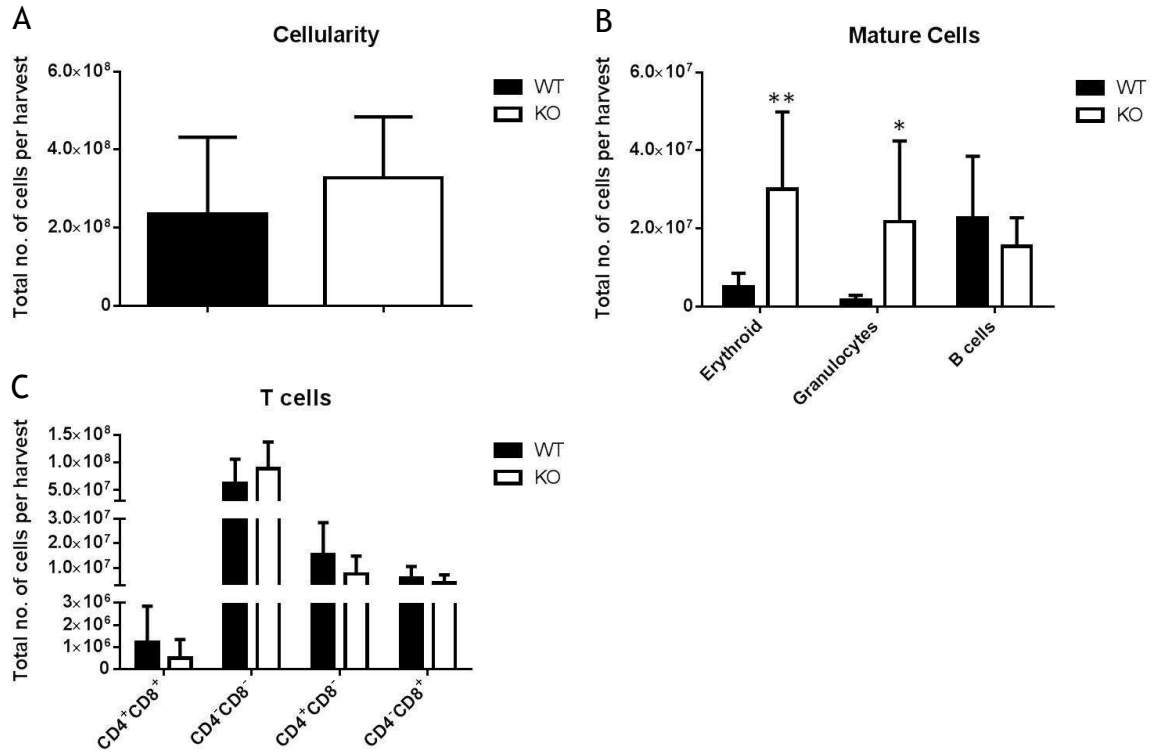 A
Cellularity
Total no. of cells per harvest
6.0×10⁸
4.0×10⁸
2.0×10⁸
0
WT
KO
B
Mature Cells
Total no. of cells per harvest
6.0×10⁷
4.0×10⁷
2.0×10⁷
0
**
*
WT
KO
Erythroid
Granulocytes
B cells
C
T cells
Total no. of cells per harvest
1.5×10⁸
1.0×10⁸
5.0×10⁷
3.0×10⁷
2.0×10⁷
1.0×10⁷
3×10⁶
2×10⁶
1×10⁶
0
WT
KO
CD4⁺CD8⁺
CD4⁻CD8⁻
CD4⁺CD8⁻
CD4⁻CD8⁺